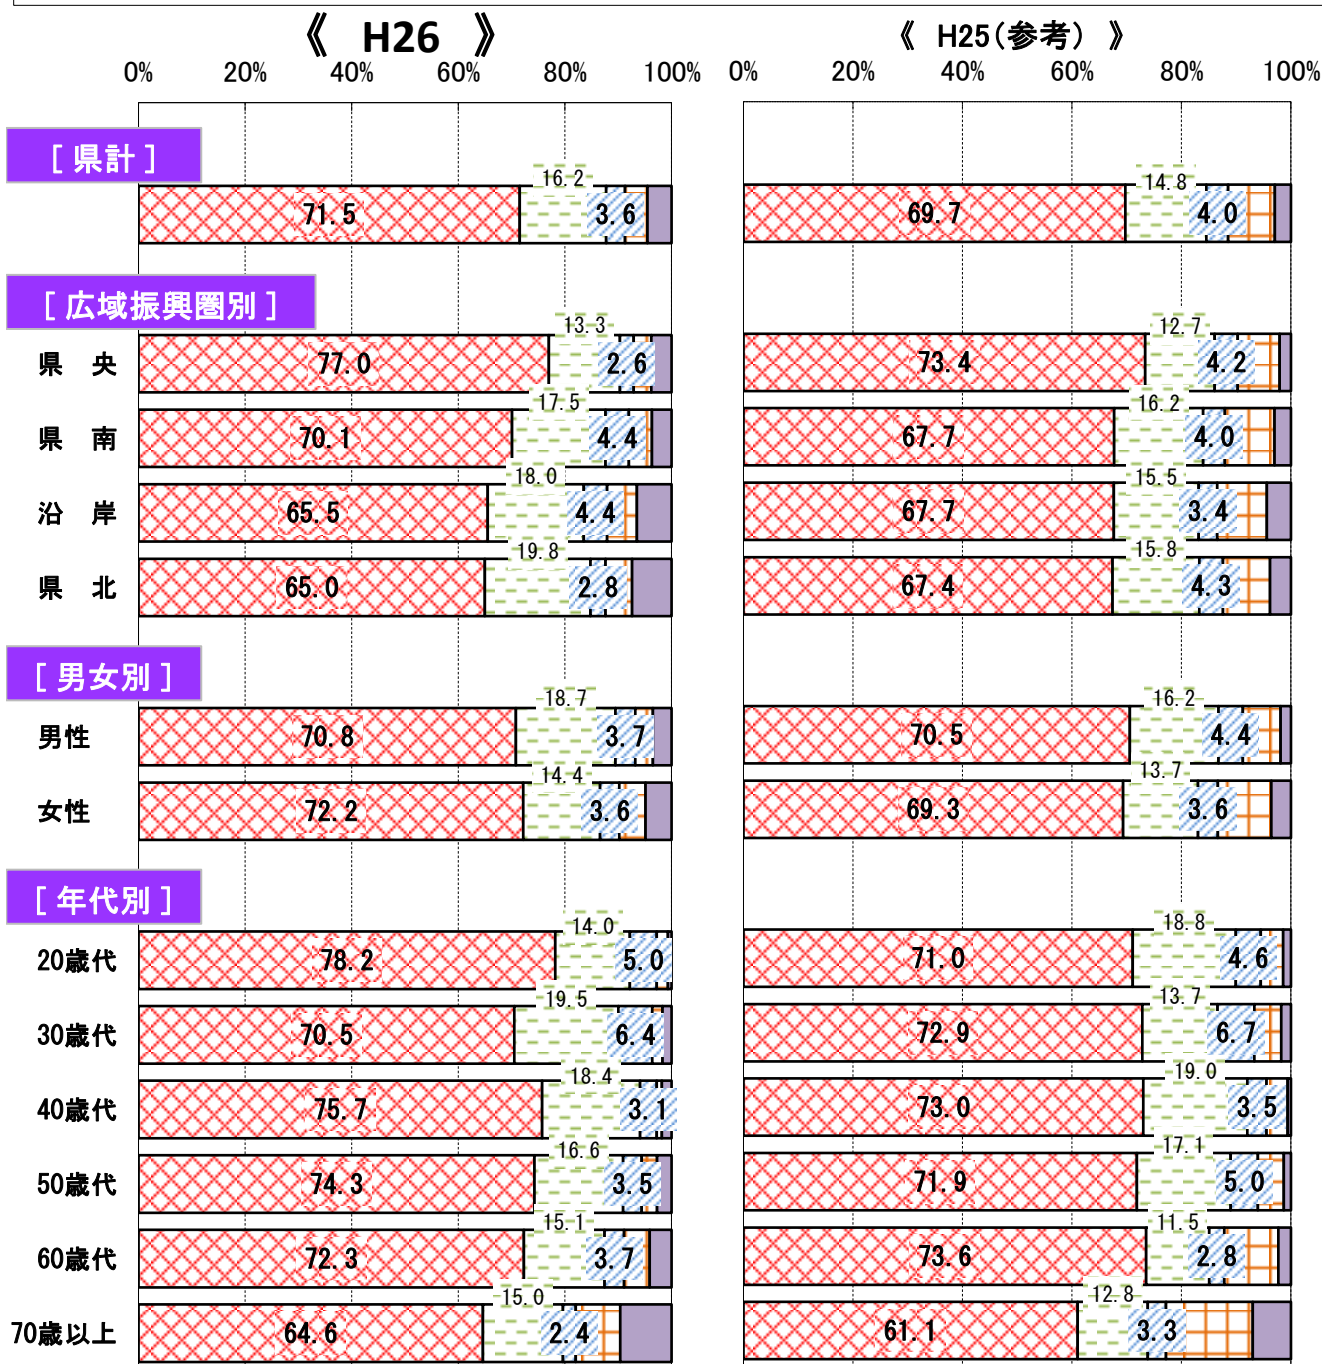 《 H26 》 《 H25(参考) 》
0% 20% 40% 60% 80% 100% 0% 20% 40% 60% 80% 100%
[ 県計 ]
71.5 16.2 3.6 69.7 14.8 4.0
[ 広域振興圏別 ]
県 央 77.0 13.3 2.6 73.4 12.7 4.2
県 南 70.1 17.5 4.4 67.7 16.2 4.0
沿 岸 65.5 18.0 4.4 67.7 15.5 3.4
県 北 65.0 19.8 2.8 67.4 15.8 4.3
[ 男女別 ]
男性 70.8 18.7 3.7 70.5 16.2 4.4
女性 72.2 14.4 3.6 69.3 13.7 3.6
[ 年代別 ]
20歳代 78.2 14.0 5.0 71.0 18.8 4.6
30歳代 70.5 19.5 6.4 72.9 13.7 6.7
40歳代 75.7 18.4 3.1 73.0 19.0 3.5
50歳代 74.3 16.6 3.5 71.9 17.1 5.0
60歳代 72.3 15.1 3.7 73.6 11.5 2.8
70歳以上 64.6 15.0 2.4 61.1 12.8 3.3